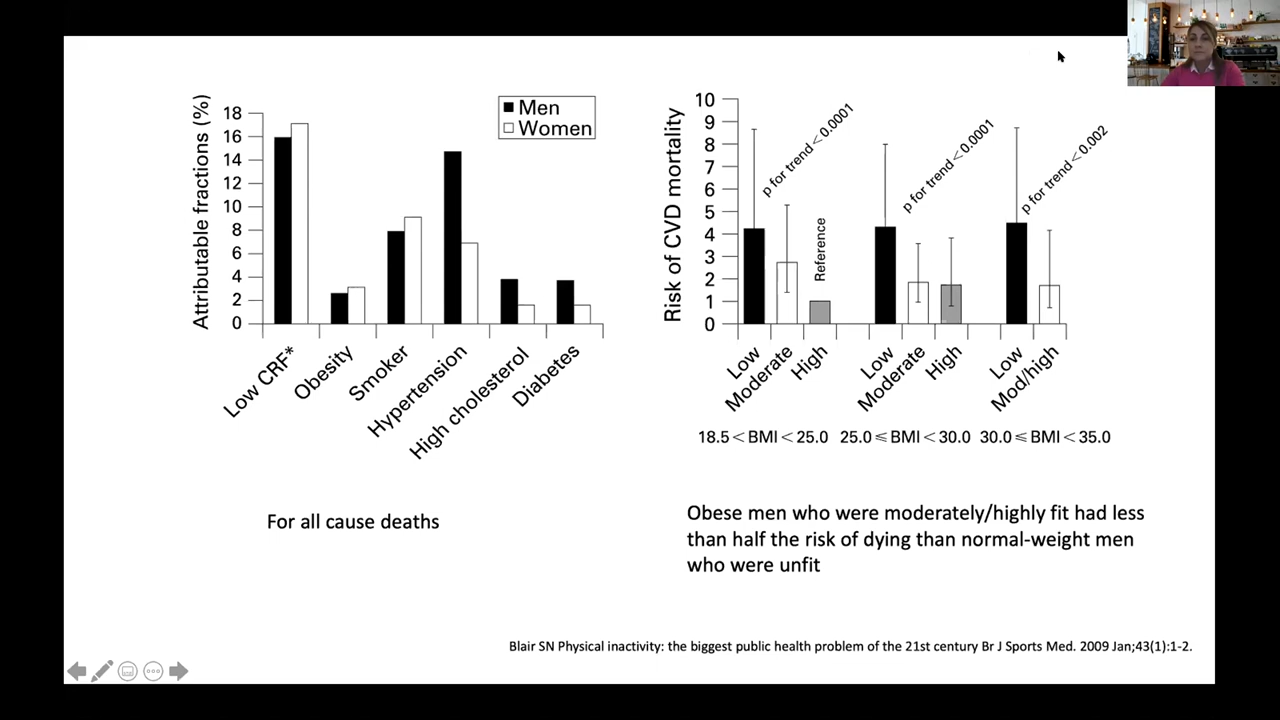 Attributable fractions (%)
18
16
14
12
10
8
6
4
2
0
Men
Women
Low CRF*
Obesity
Smoker
Hypertension
High cholesterol
Diabetes
For all cause deaths
Risk of CVD mortality
10
9
8
7
6
5
4
3
2
1
0
p for trend < 0.0001
Reference
p for trend < 0.0001
p for trend < 0.002
Low
Moderate
High
Low
Moderate
High
Low
Mod/high
18.5 < BMI < 25.0
25.0 ≤ BMI < 30.0
30.0 ≤ BMI < 35.0
Obese men who were moderately/highly fit had less
than half the risk of dying than normal-weight men
who were unfit
Blair SN Physical inactivity: the biggest public health problem of the 21st century Br J Sports Med. 2009 Jan;43(1):1-2.